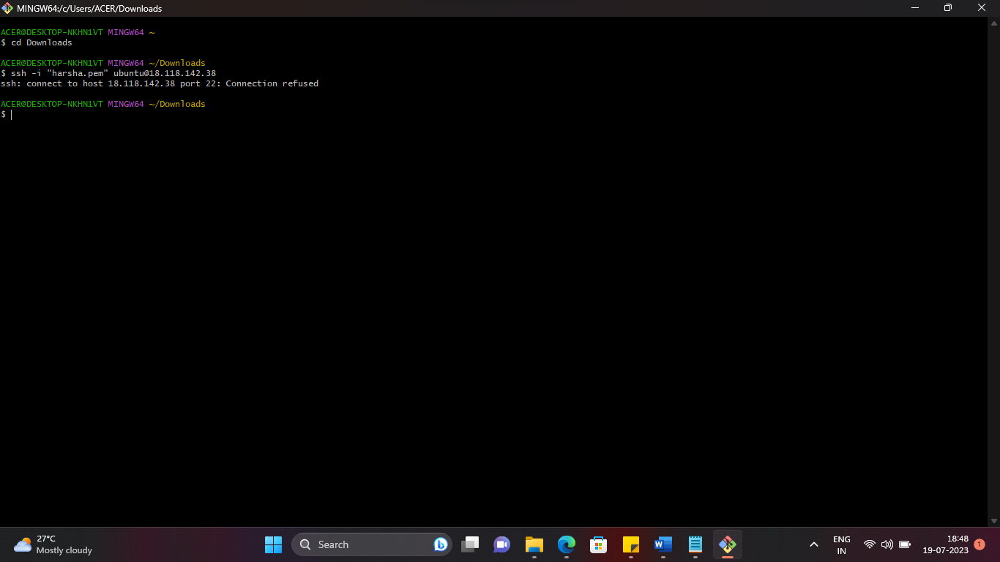 MINGW64:/c/Users/ACER/Downloads
ACER@DESKTOP-NKHN1VT MINGW64 ~
$ cd Downloads
ACER@DESKTOP-NKHN1VT MINGW64 ~/Downloads
$ ssh -i "harsha.pem" ubuntu@18.118.142.38
ssh: connect to host 18.118.142.38 port 22: Connection refused
ACER@DESKTOP-NKHN1VT MINGW64 ~/Downloads
$
27°C
Mostly cloudy
Search
W
ENG
IN
18:48
19-07-2023
1